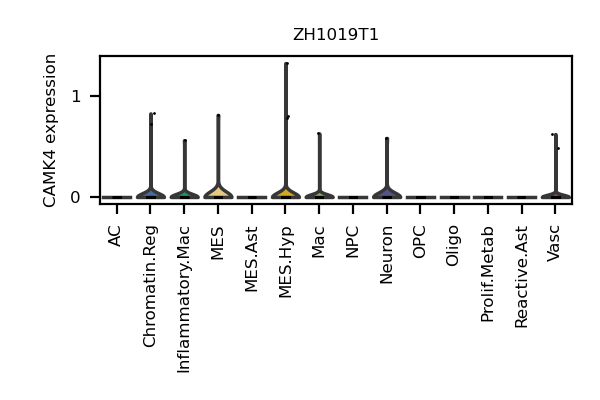 ZH1019T1
CAMK4 expression
1
0
AC
Chromatin.Reg
Inflammatory.Mac
MES
MES.Ast
MES.Hyp
Mac
NPC
Neuron
OPC
Oligo
Prolif.Metab
Reactive.Ast
Vasc